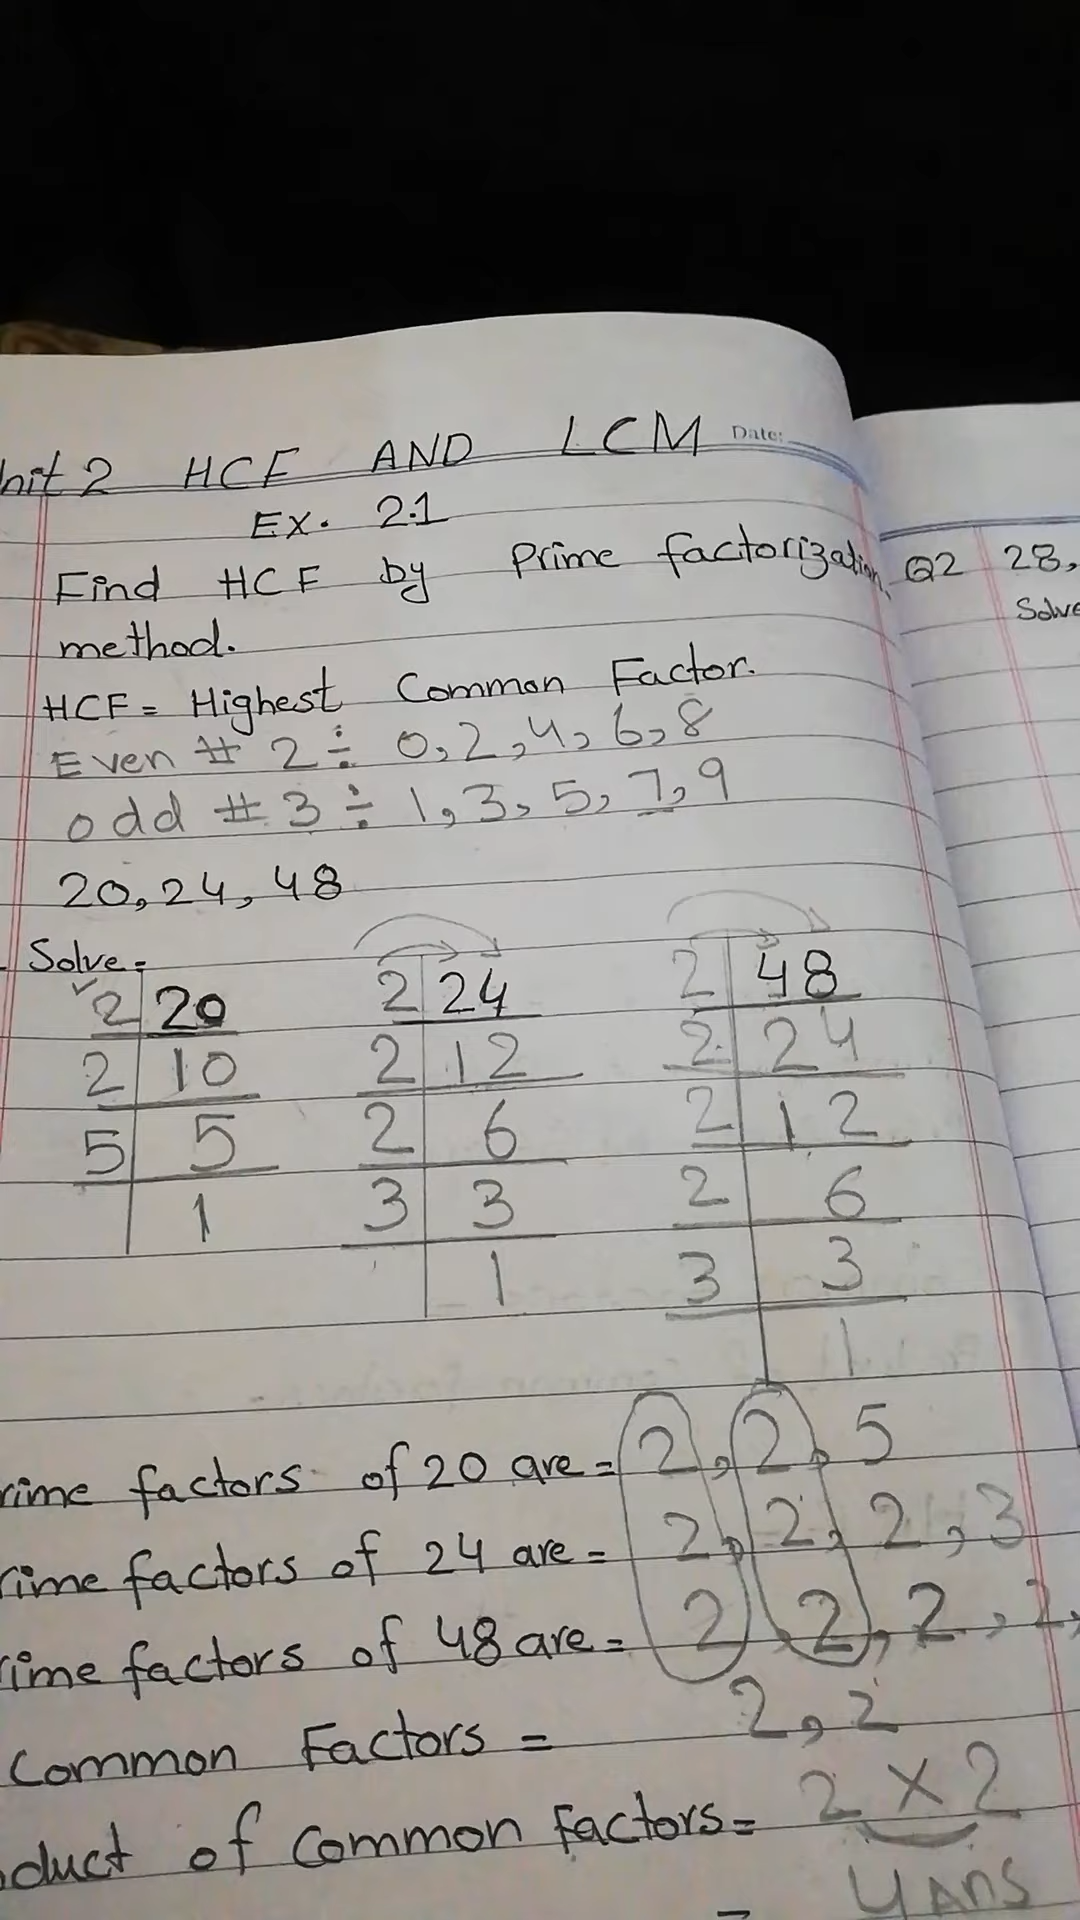 Unit 2 HCF AND LCM Date:
Ex. 2.1
Find HCF by Prime factorization
method.
HCF = Highest Common Factor.
Even # 2 ÷ 0, 2, 4, 6, 8
odd # 3 ÷ 1, 3, 5, 7, 9
20, 24, 48
Solve =
2 20
2 10
5 5
1
2 24
2 12
2 6
3 3
1
2 48
2 24
2 12
2 6
3 3
1
rime factors of 20 are = 2, 2, 5
rime factors of 24 are = 2, 2, 2, 3
rime factors of 48 are = 2, 2, 2, 2,
Common Factors = 2, 2
oduct of common factors = 2 × 2
= 4 Ans
Q2 28,
Solve